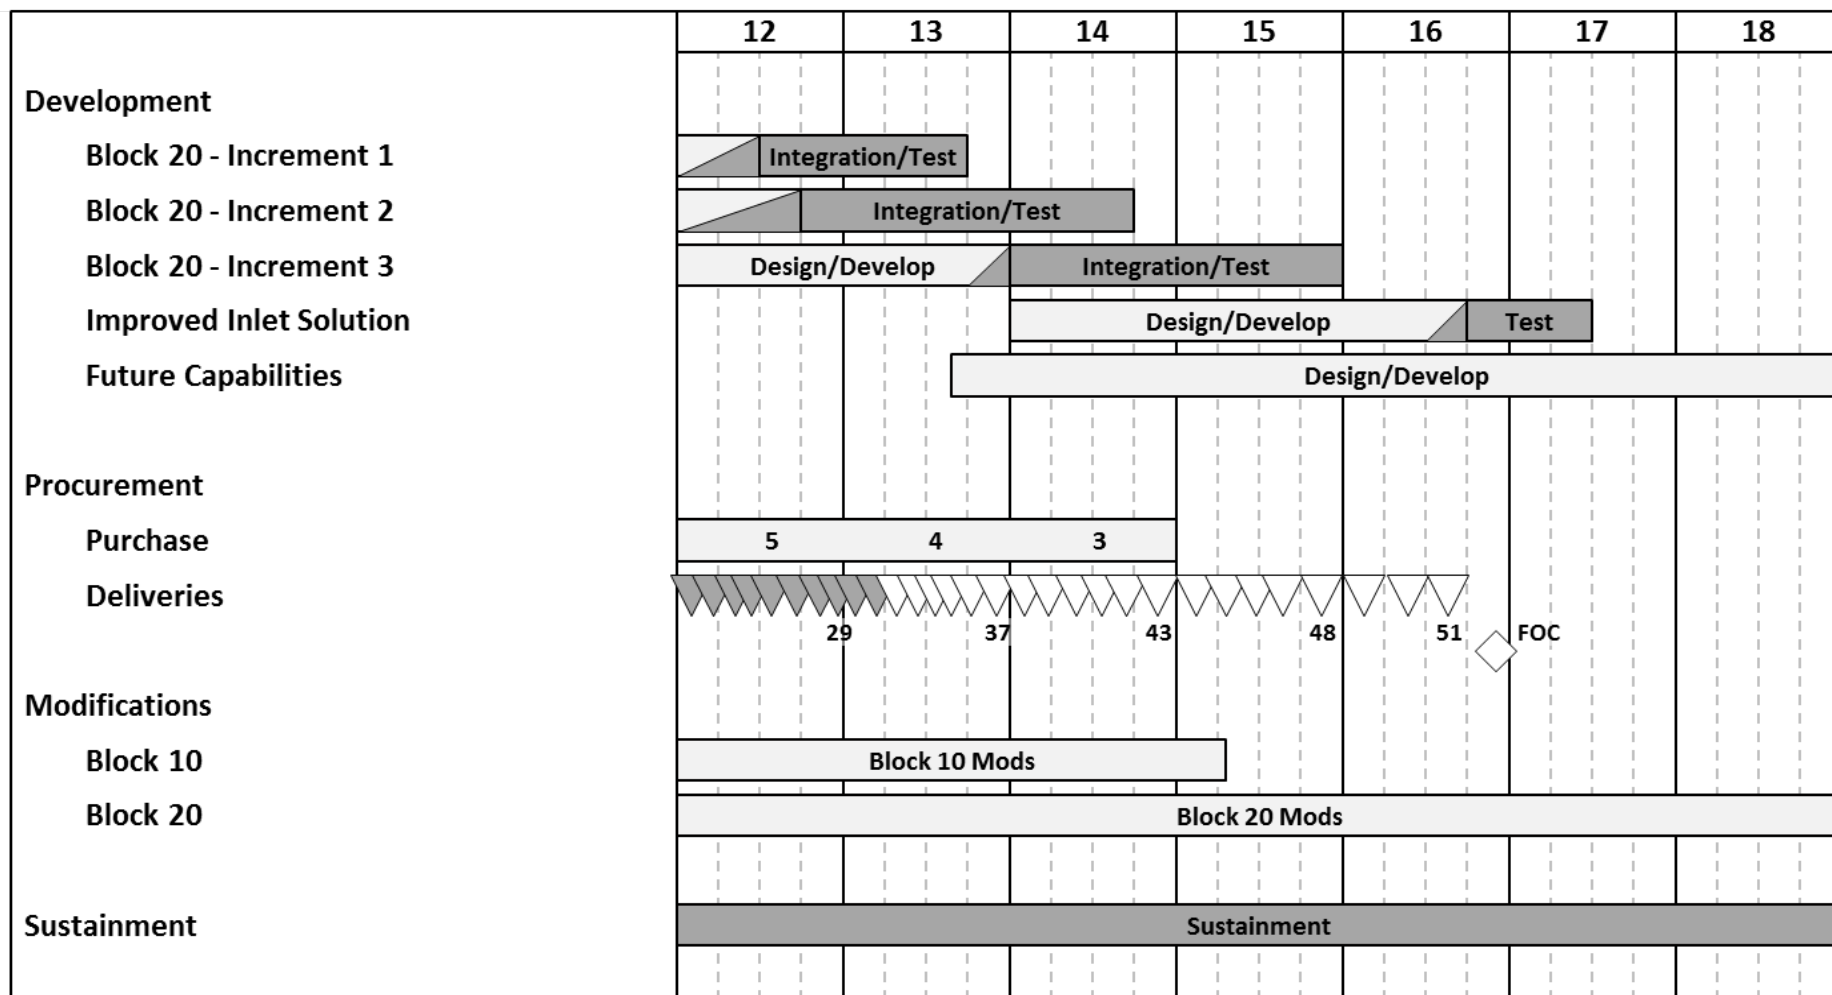 12 13 14 15 16 17 18
Development
Block 20 - Increment 1 Integration/Test
Block 20 - Increment 2 Integration/Test
Block 20 - Increment 3 Design/Develop Integration/Test
Improved Inlet Solution Design/Develop Test
Future Capabilities Design/Develop
Procurement
Purchase 5 4 3
Deliveries
29 37 43 48 51 FOC
Modifications
Block 10 Block 10 Mods
Block 20 Block 20 Mods
Sustainment Sustainment